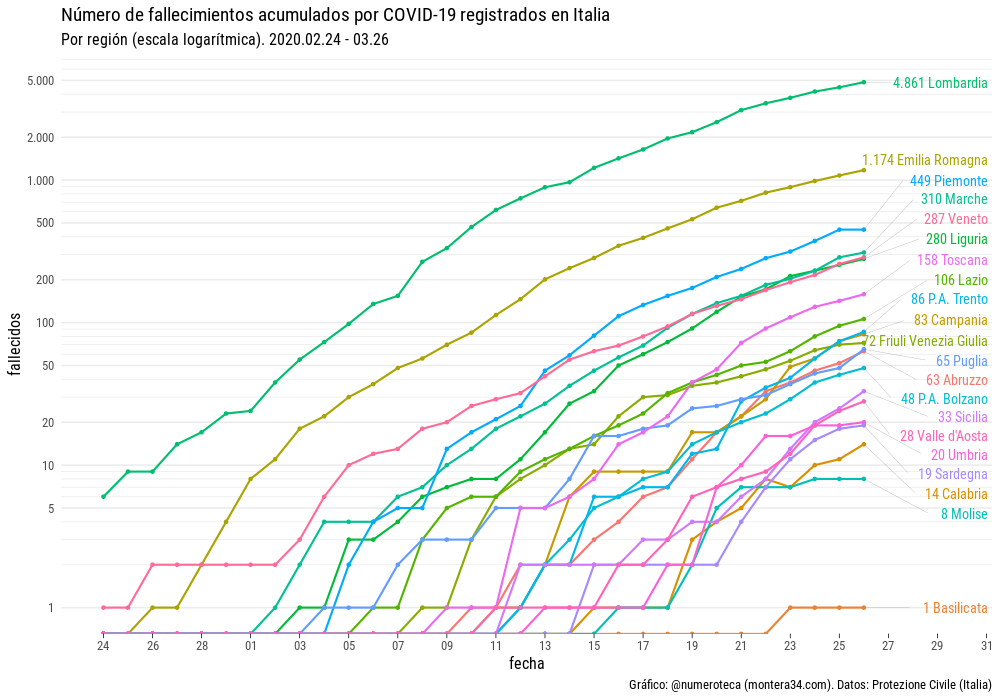 Número de fallecimientos acumulados por COVID-19 registrados en Italia
Por región (escala logarítmica). 2020.02.24 - 03.26
5.000
2.000
1.000
500
200
100
50
20
10
5
1
fallecidos
4.861 Lombardia
1.174 Emilia Romagna
449 Piemonte
310 Marche
287 Veneto
280 Liguria
158 Toscana
106 Lazio
86 P.A. Trento
83 Campania
72 Friuli Venezia Giulia
65 Puglia
63 Abruzzo
48 P.A. Bolzano
33 Sicilia
28 Valle d'Aosta
20 Umbria
19 Sardegna
14 Calabria
8 Molise
1 Basilicata
24 26 28 01 03 05 07 09 11 13 15 17 19 21 23 25 27 29 31
fecha
Gráfico: @numeroteca (montera34.com). Datos: Protezione Civile (Italia)